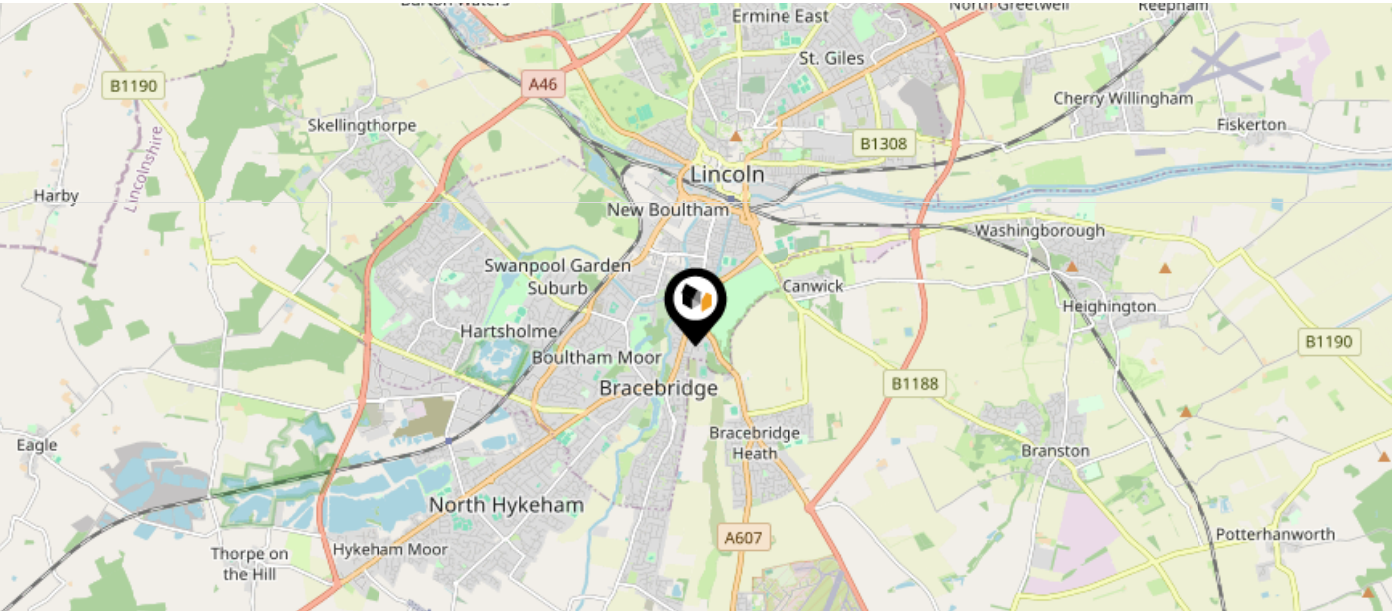 Burton Waters
Ermine East
North Greetwell
Reepham
St. Giles
A46
B1190
Cherry Willingham
Skellingthorpe
Fiskerton
B1308
Lincolnshire
Lincoln
Harby
New Boultham
Washingborough
Swanpool Garden
Suburb
Canwick
Heighington
Hartsholme
B1190
Boultham Moor
Bracebridge
B1188
Bracebridge
Heath
Eagle
Branston
North Hykeham
A607
Potterhanworth
Hykeham Moor
Thorpe on
the Hill